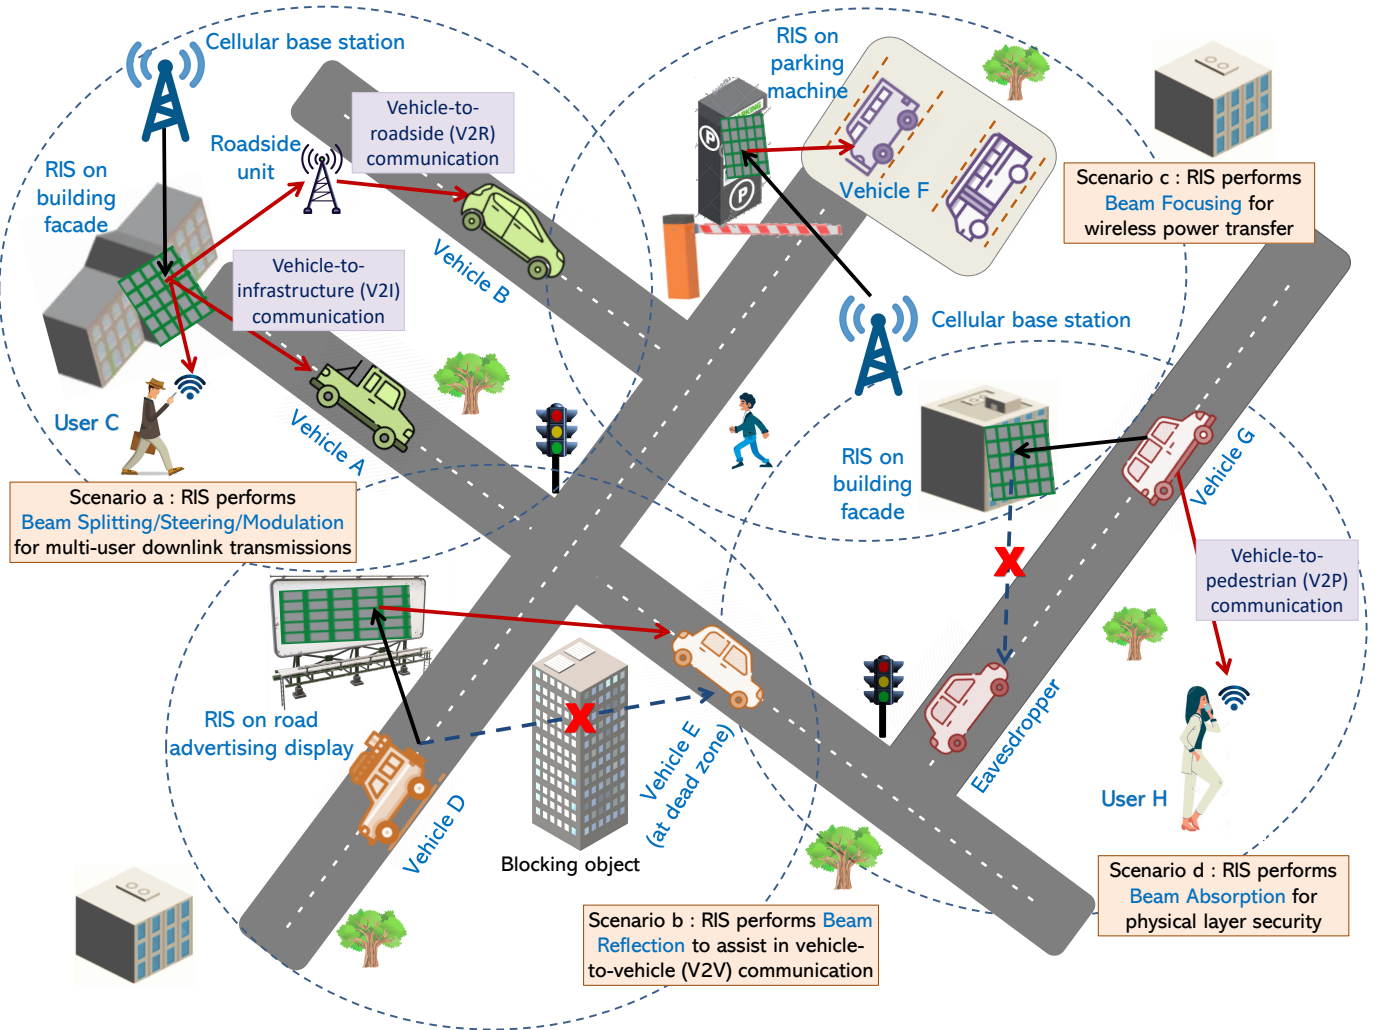 Cellular base station
RIS on
building
facade
Roadside
unit
Vehicle-to-
roadside (V2R)
communication
Vehicle B
Vehicle-to-
infrastructure (V2I)
communication
Vehicle A
User C
Scenario a : RIS performs
Beam Splitting/Steering/Modulation
for multi-user downlink transmissions
RIS on
parking
machine
PARKING
P
P
Vehicle F
Scenario c : RIS performs
Beam Focusing for
wireless power transfer
Cellular base station
RIS on
building
facade
Vehicle G
Vehicle-to-
pedestrian (V2P)
communication
X
Eavesdropper
User H
Scenario d : RIS performs
Beam Absorption for
physical layer security
RIS on road
advertising display
Vehicle D
X
Blocking object
Vehicle E
(at dead zone)
Scenario b : RIS performs Beam
Reflection to assist in vehicle-
to-vehicle (V2V) communication